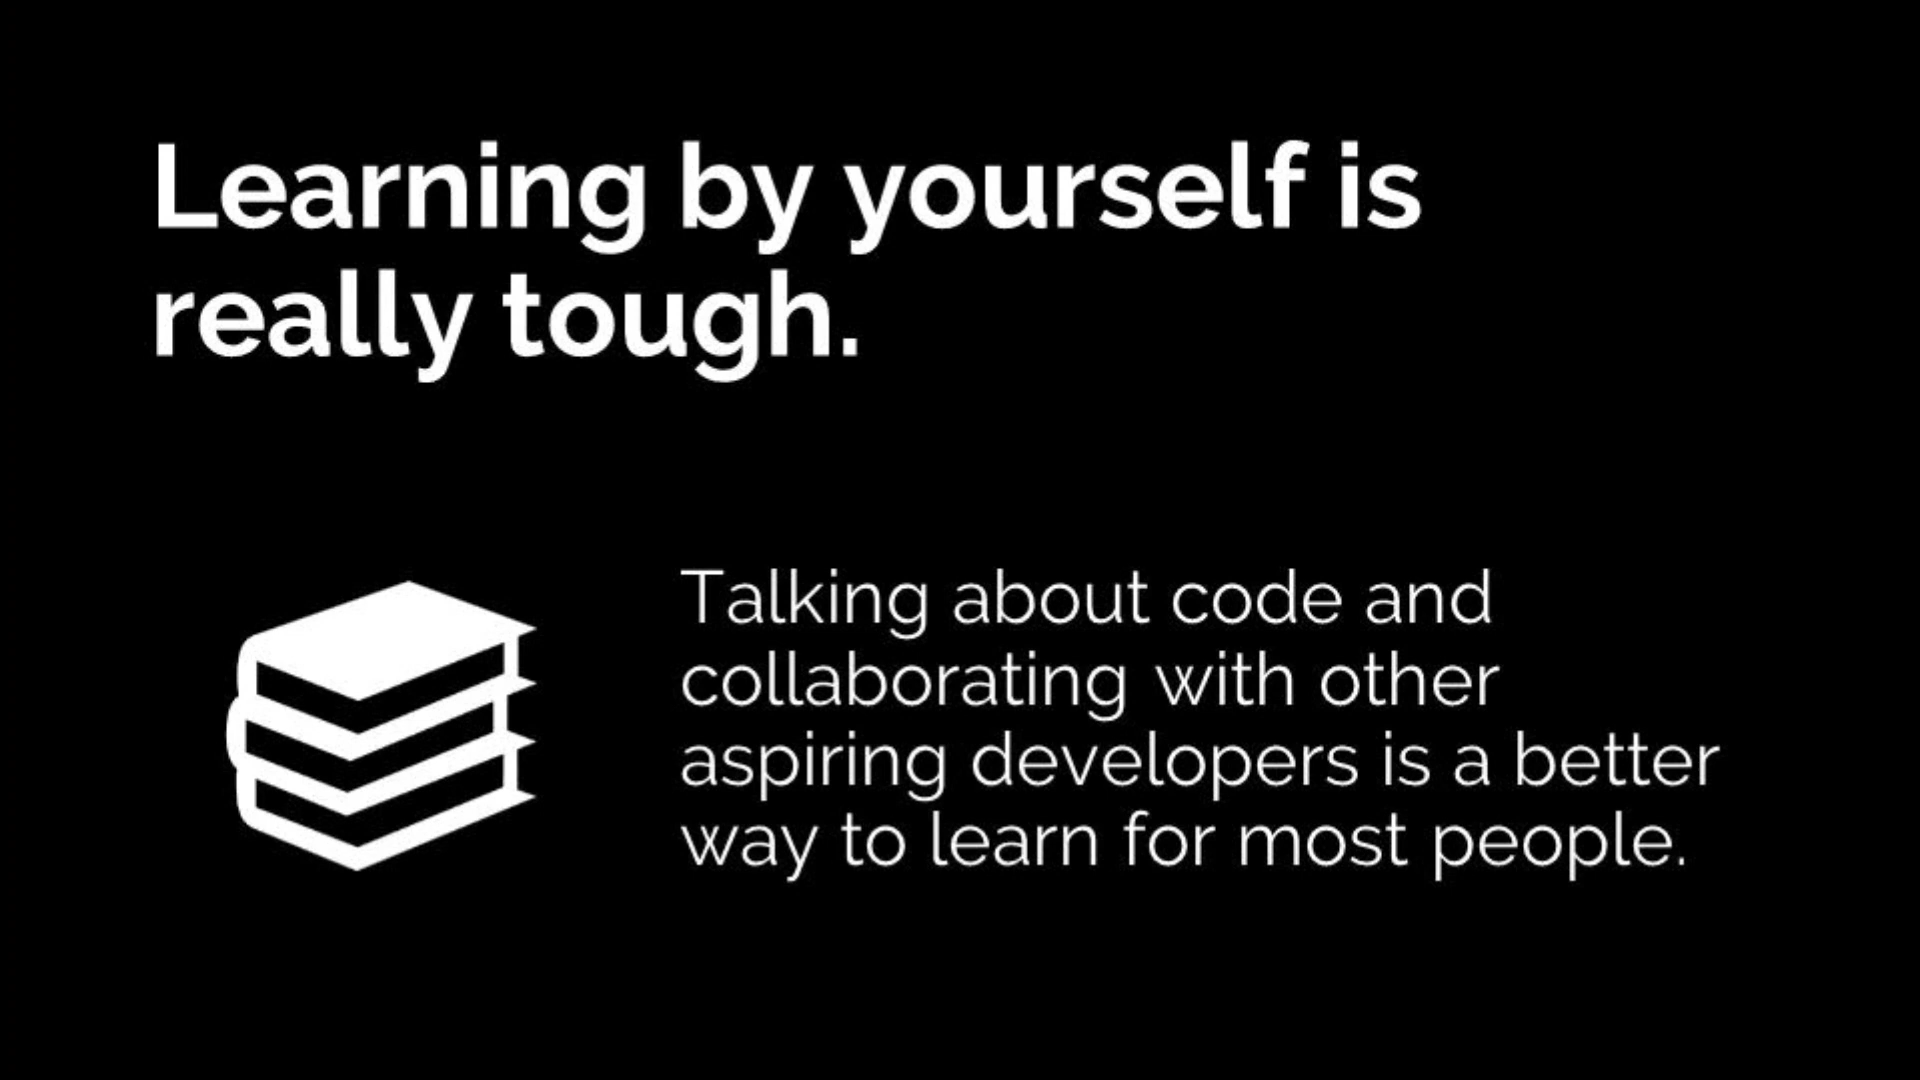 Learning by yourself is
really tough.
Talking about code and
collaborating with other
aspiring developers is a better
way to learn for most people.